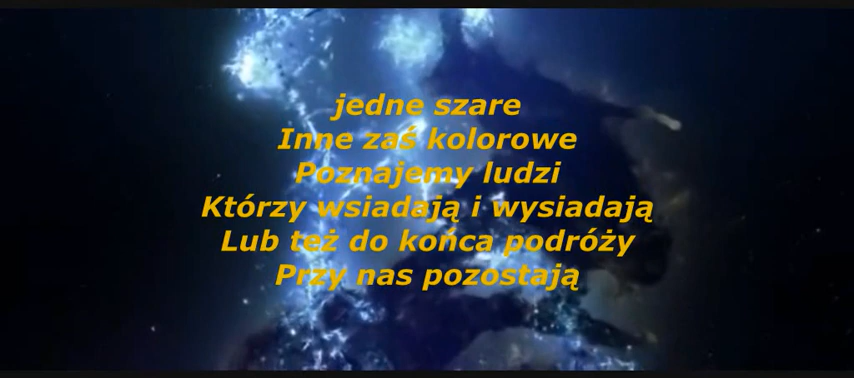 jedne szare
Inne zaś kolorowe
Poznajemy ludzi
Którzy wsiadają i wysiadają
Lub też do końca podróży
Przy nas pozostają